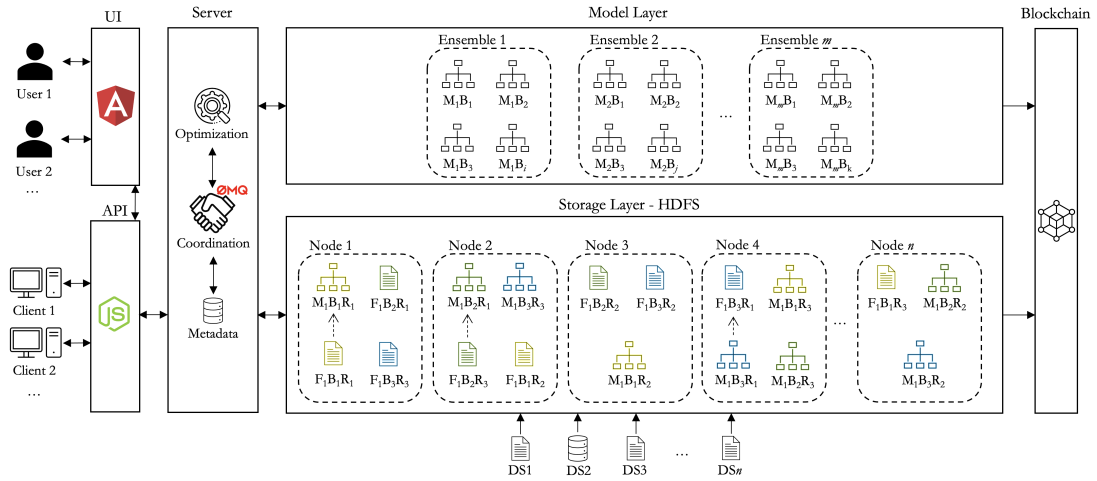 UI
Server
Model Layer
Blockchain
Ensemble 1
Ensemble 2
Ensemble m
User 1
User 2
...
Optimization
ØMQ
Coordination
Metadata
M₁B₁ M₁B₂
M₁B₃ M₁Bᵢ
M₂B₁ M₂B₂
M₂B₃ M₂Bⱼ
...
MₘB₁ MₘB₂
MₘB₃ MₘBₖ
API
JS
Client 1
Client 2
...
Storage Layer - HDFS
Node 1
Node 2
Node 3
Node 4
Node n
M₁B₁R₁ F₁B₂R₁
F₁B₁R₁ F₁B₃R₁
M₁B₂R₁ M₁B₃R₃
F₁B₂R₃ F₁B₁R₂
F₁B₂R₂ F₁B₃R₂
M₁B₁R₂
F₁B₃R₁ M₁B₁R₃
M₁B₃R₁ M₁B₂R₃
...
F₁B₁R₃ M₁B₂R₂
M₁B₃R₂
DS1
DS2
DS3
...
DSn